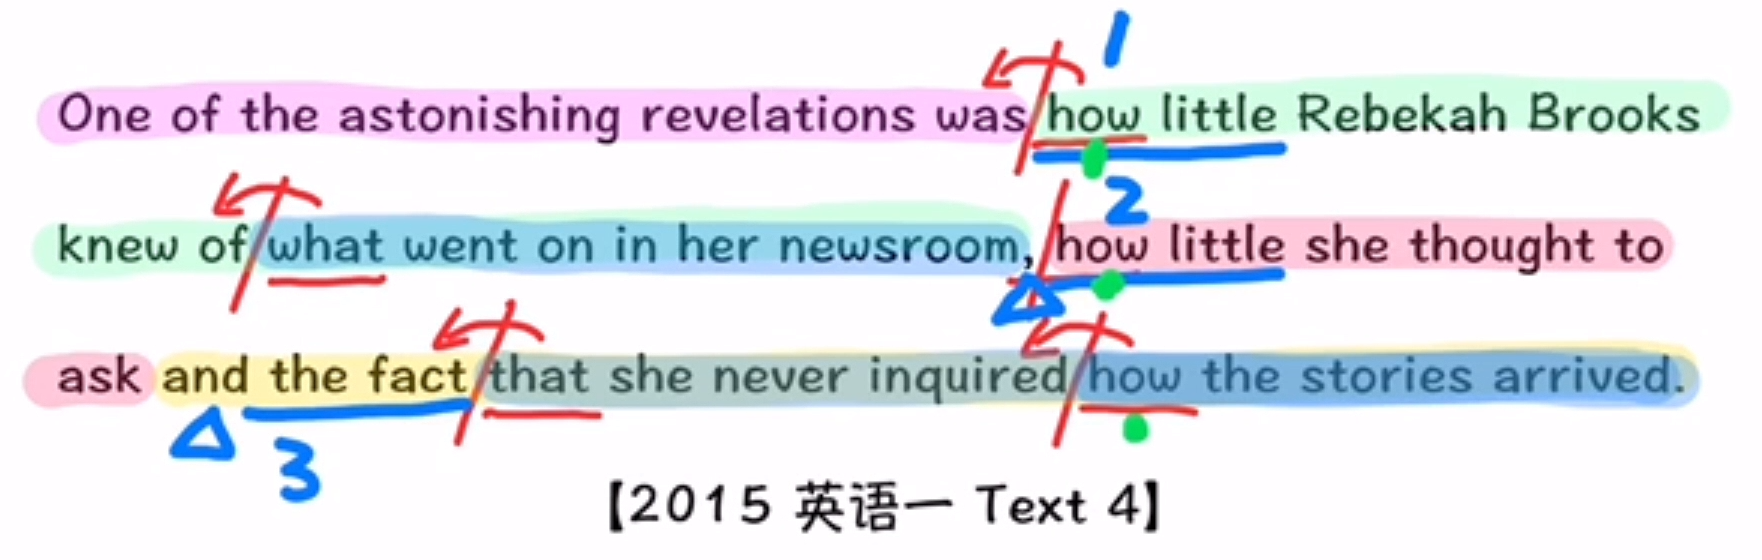 1
One of the astonishing revelations was how little Rebekah Brooks
2
knew of what went on in her newsroom, how little she thought to
ask and the fact that she never inquired how the stories arrived.
3
【2015 英语一 Text 4】